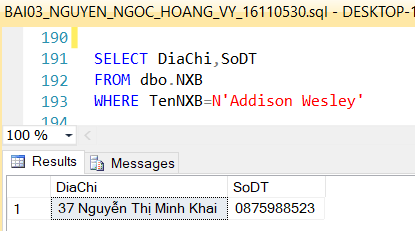 BAI03_NGUYEN_NGOC_HOANG_VY_16110530.sql - DESKTOP-1
190
191 SELECT DiaChi,SoDT
192 FROM dbo.NXB
193 WHERE TenNXB=N'Addison Wesley'
194
100 %
Results Messages
DiaChi SoDT
1 37 Nguyễn Thị Minh Khai 0875988523